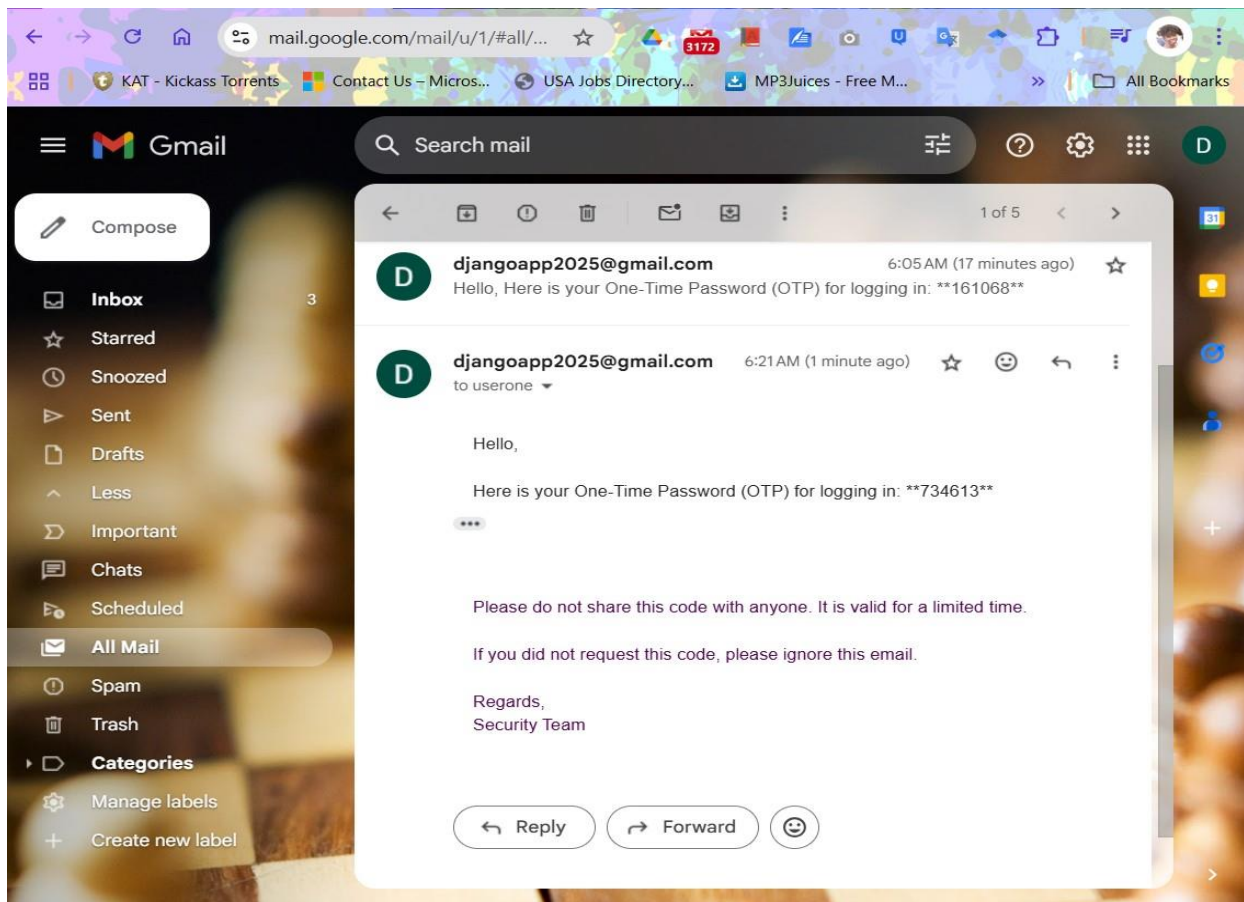 mail.google.com/mail/u/1/#all/...
3172
KAT - Kickass Torrents
Contact Us – Micros...
USA Jobs Directory...
MP3Juices - Free M...
»
All Bookmarks
Gmail
Search mail
D
Compose
1 of 5
31
Inbox 3
Starred
Snoozed
Sent
Drafts
Less
Important
Chats
Scheduled
All Mail
Spam
Trash
Categories
Manage labels
Create new label
D
djangoapp2025@gmail.com 6:05 AM (17 minutes ago)
Hello, Here is your One-Time Password (OTP) for logging in: **161068**
D
djangoapp2025@gmail.com 6:21 AM (1 minute ago)
to userone
Hello,
Here is your One-Time Password (OTP) for logging in: **734613**
Please do not share this code with anyone. It is valid for a limited time.
If you did not request this code, please ignore this email.
Regards,
Security Team
Reply
Forward